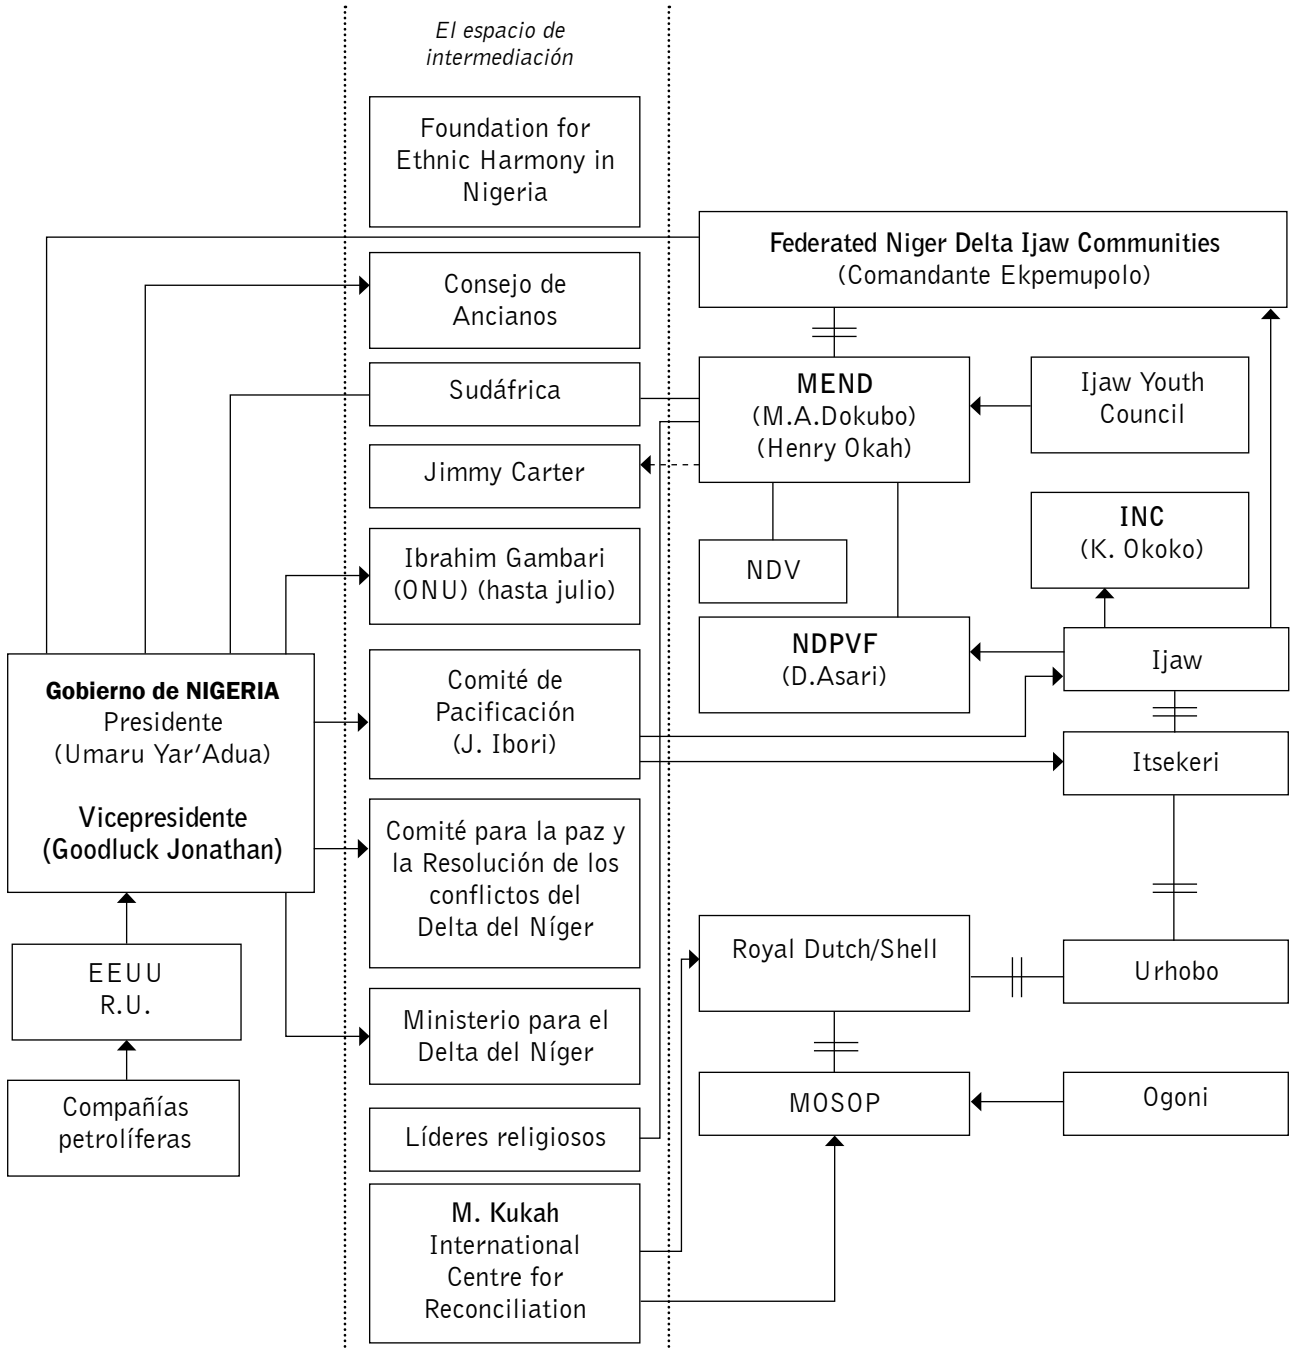 El espacio de
intermediación
Foundation for
Ethnic Harmony in
Nigeria
Federated Niger Delta Ijaw Communities
(Comandante Ekpemupolo)
Consejo de
Ancianos
Sudáfrica
MEND
(M.A.Dokubo)
(Henry Okah)
Ijaw Youth
Council
Jimmy Carter
INC
(K. Okoko)
Ibrahim Gambari
(ONU) (hasta julio)
NDV
NDPVF
(D.Asari)
Ijaw
Gobierno de NIGERIA
Presidente
(Umaru Yar’Adua)
Vicepresidente
(Goodluck Jonathan)
Comité de
Pacificación
(J. Ibori)
Itsekeri
Comité para la paz y
la Resolución de los
conflictos del
Delta del Níger
Royal Dutch/Shell
Urhobo
EEUU
R.U.
Ministerio para el
Delta del Níger
MOSOP
Ogoni
Compañías
petrolíferas
Líderes religiosos
M. Kukah
International
Centre for
Reconciliation